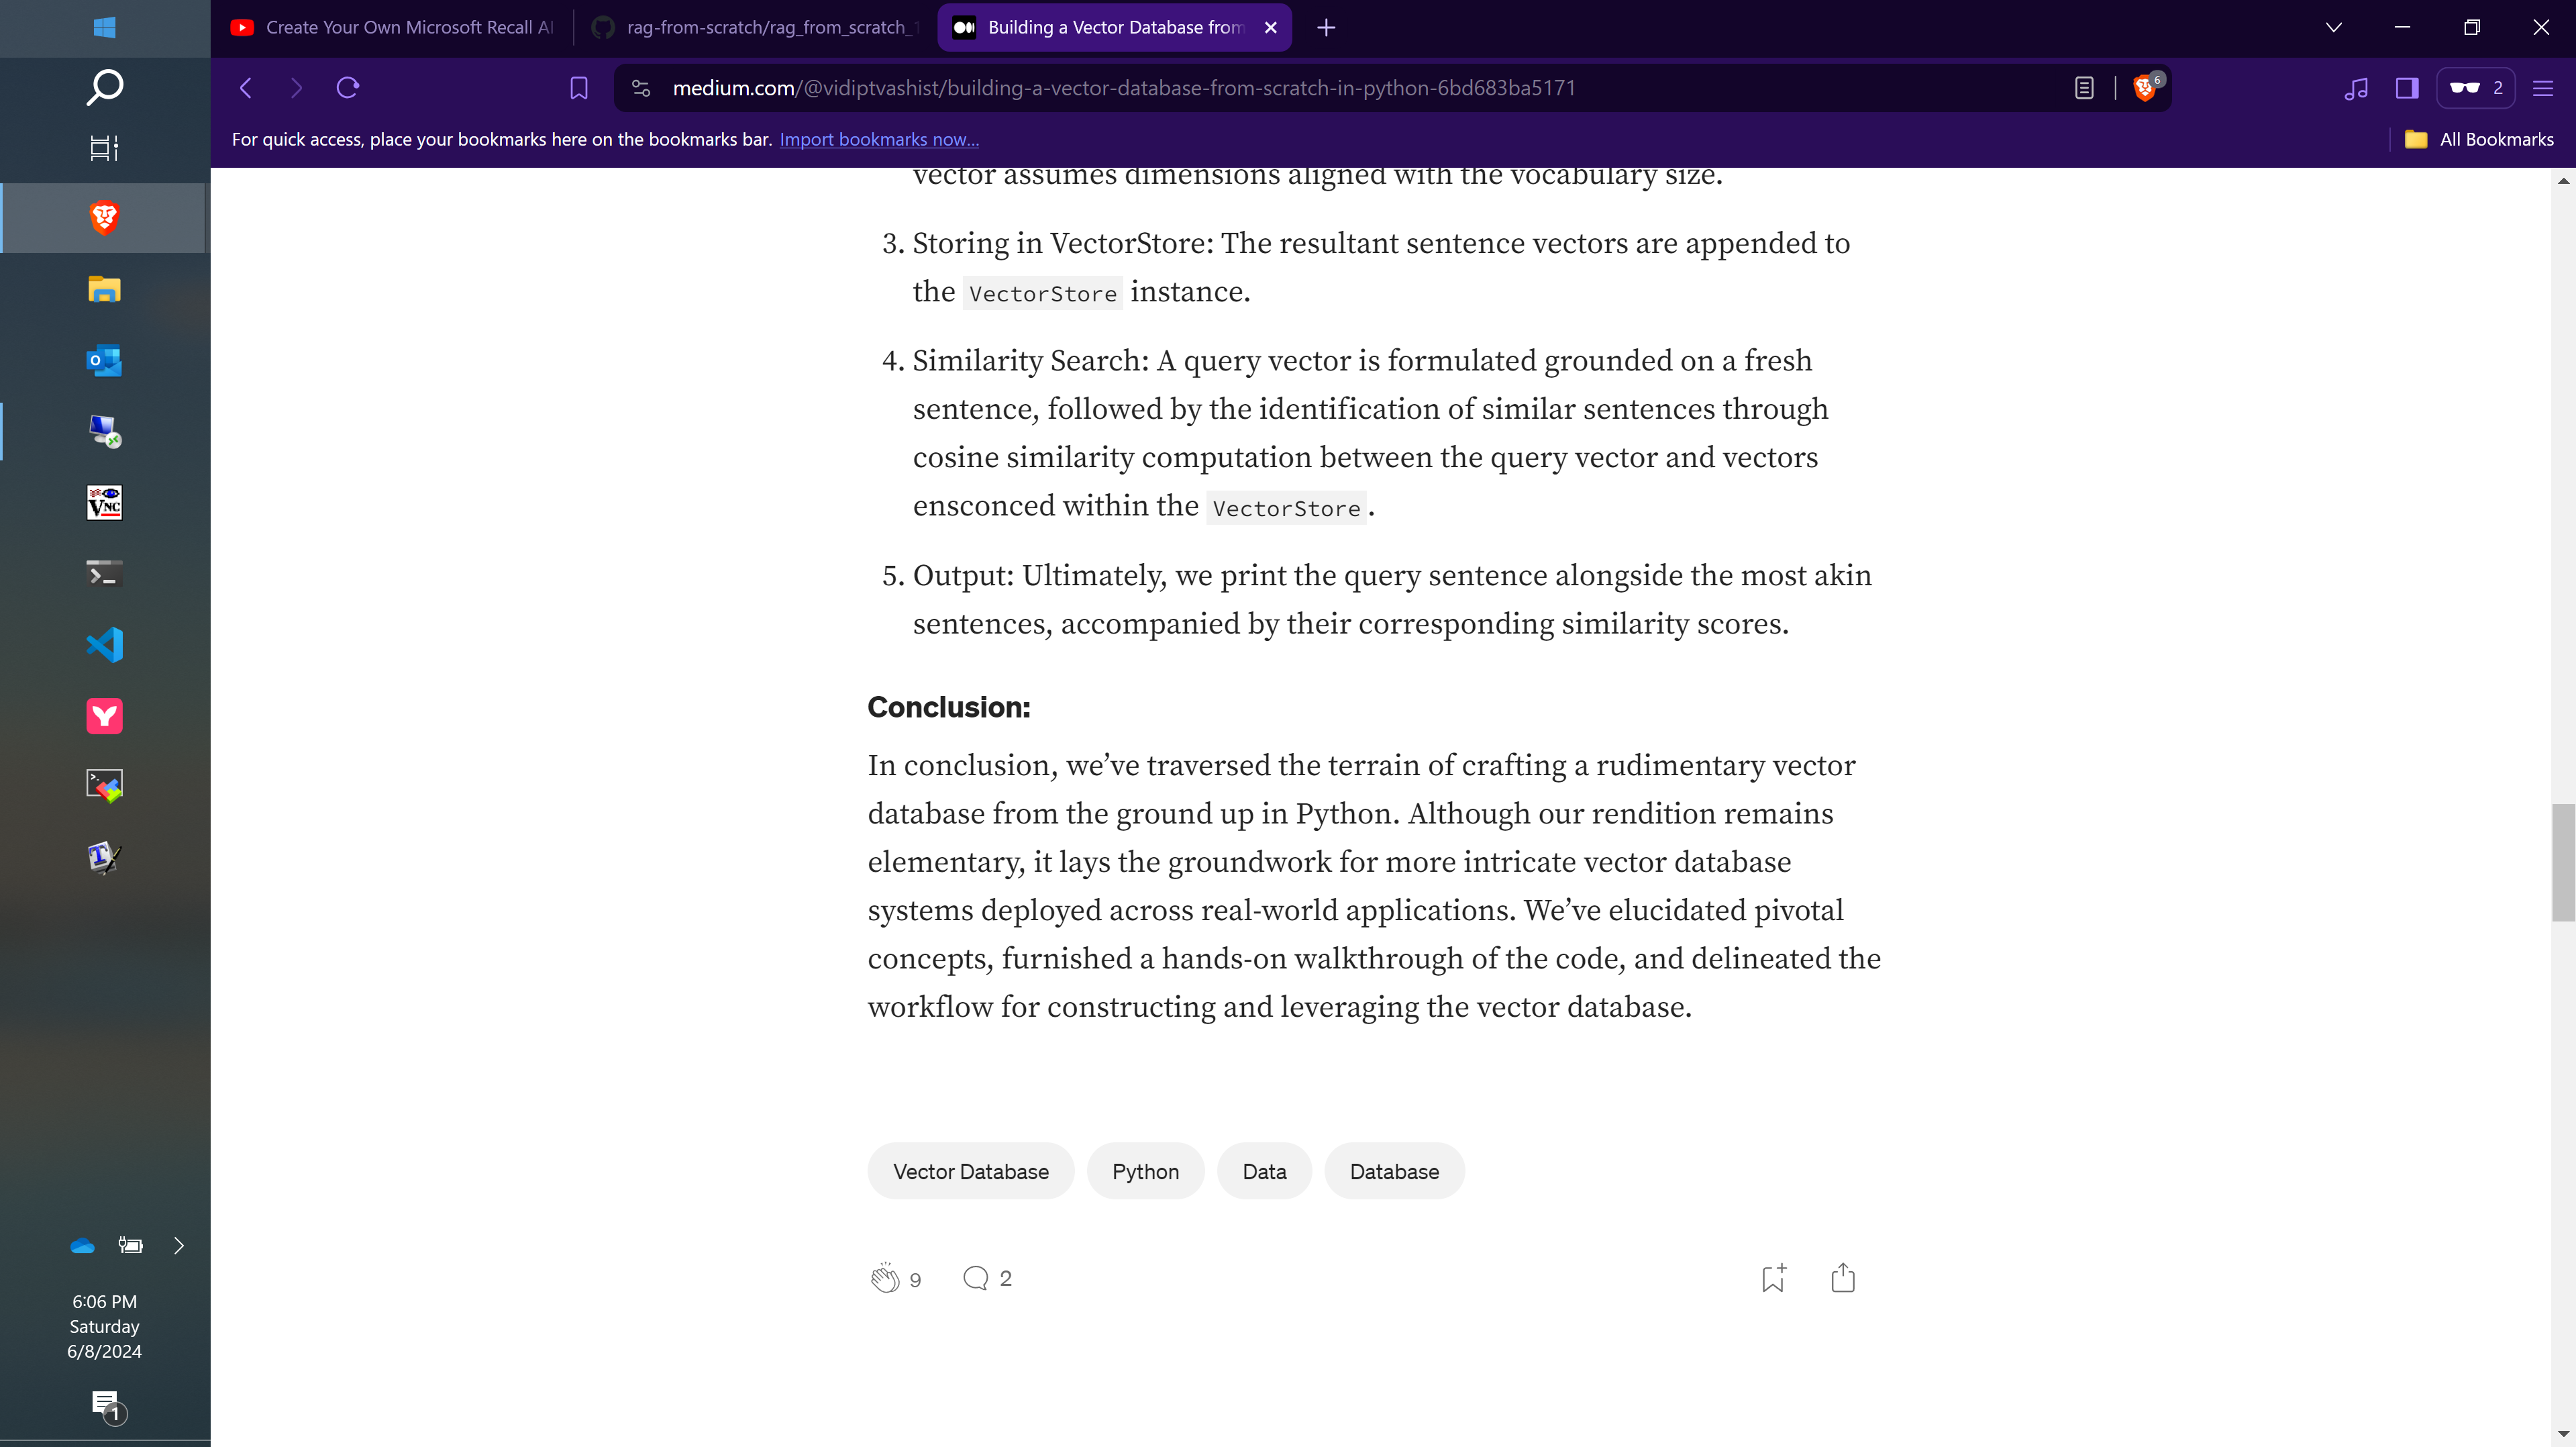 Create Your Own Microsoft Recall AI
rag-from-scratch/rag_from_scratch_1
Building a Vector Database from
medium.com/@vidiptvashist/building-a-vector-database-from-scratch-in-python-6bd683ba5171
6
2
For quick access, place your bookmarks here on the bookmarks bar. Import bookmarks now...
All Bookmarks
vector assumes dimensions aligned with the vocabulary size.
3. Storing in VectorStore: The resultant sentence vectors are appended to
the VectorStore instance.
4. Similarity Search: A query vector is formulated grounded on a fresh
sentence, followed by the identification of similar sentences through
cosine similarity computation between the query vector and vectors
ensconced within the VectorStore.
5. Output: Ultimately, we print the query sentence alongside the most akin
sentences, accompanied by their corresponding similarity scores.
Conclusion:
In conclusion, we’ve traversed the terrain of crafting a rudimentary vector
database from the ground up in Python. Although our rendition remains
elementary, it lays the groundwork for more intricate vector database
systems deployed across real-world applications. We’ve elucidated pivotal
concepts, furnished a hands-on walkthrough of the code, and delineated the
workflow for constructing and leveraging the vector database.
Vector Database
Python
Data
Database
9
2
VNC
6:06 PM
Saturday
6/8/2024
1